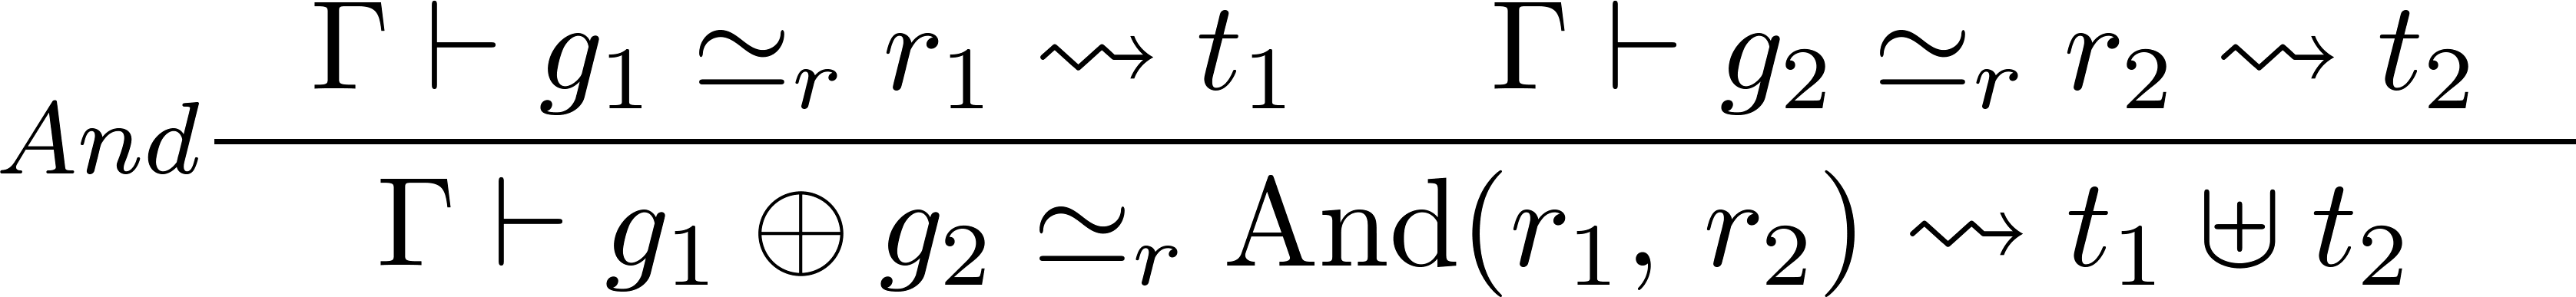 Γ ⊢ g₁ ≃ᵣ r₁ ⇝ t₁ Γ ⊢ g₂ ≃ᵣ r₂ ⇝ t₂
And
Γ ⊢ g₁ ⊕ g₂ ≃ᵣ And(r₁, r₂) ⇝ t₁ ⊎ t₂